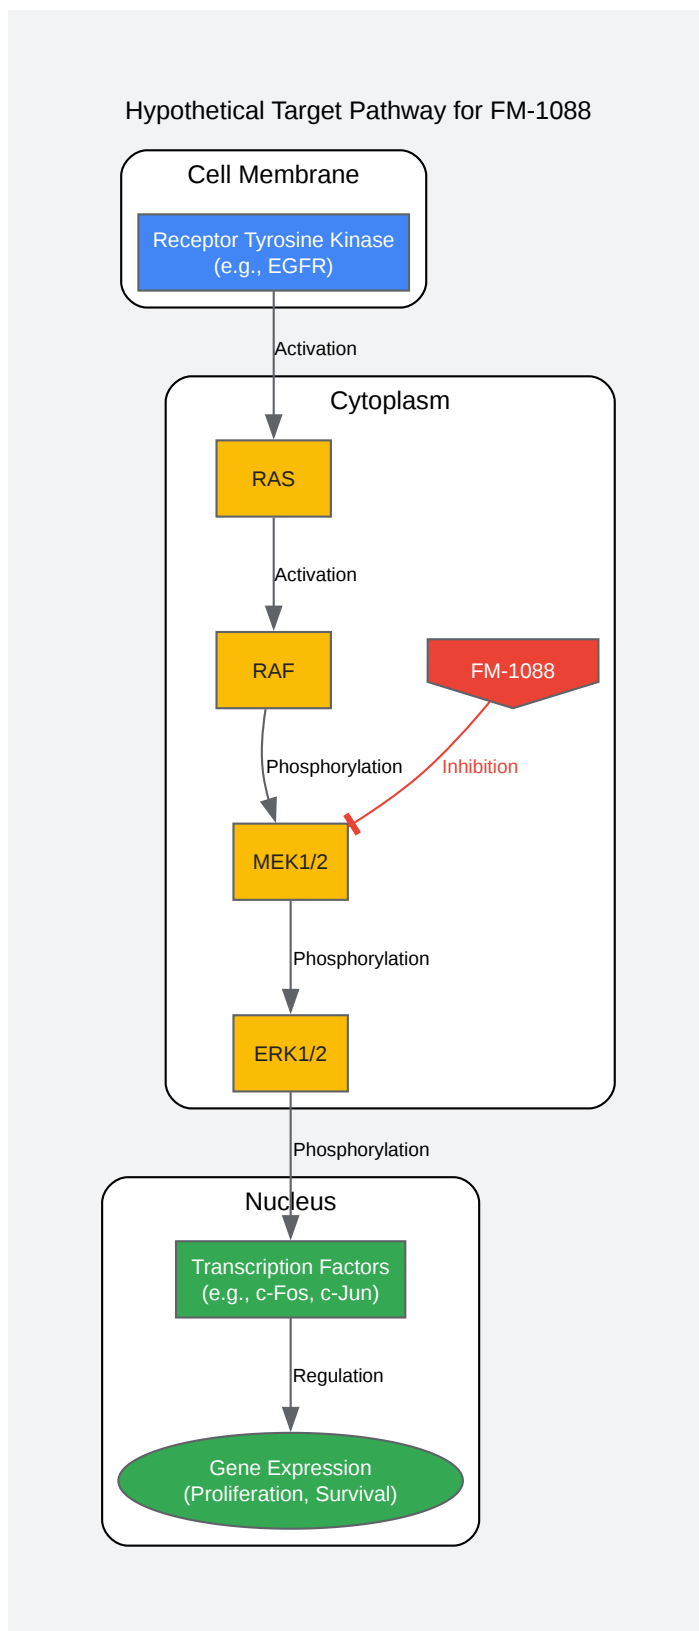 Hypothetical Target Pathway for FM-1088
Cell Membrane
Receptor Tyrosine Kinase
(e.g., EGFR)
Activation
Cytoplasm
RAS
Activation
RAF
FM-1088
Phosphorylation
Inhibition
MEK1/2
Phosphorylation
ERK1/2
Phosphorylation
Nucleus
Transcription Factors
(e.g., c-Fos, c-Jun)
Regulation
Gene Expression
(Proliferation, Survival)